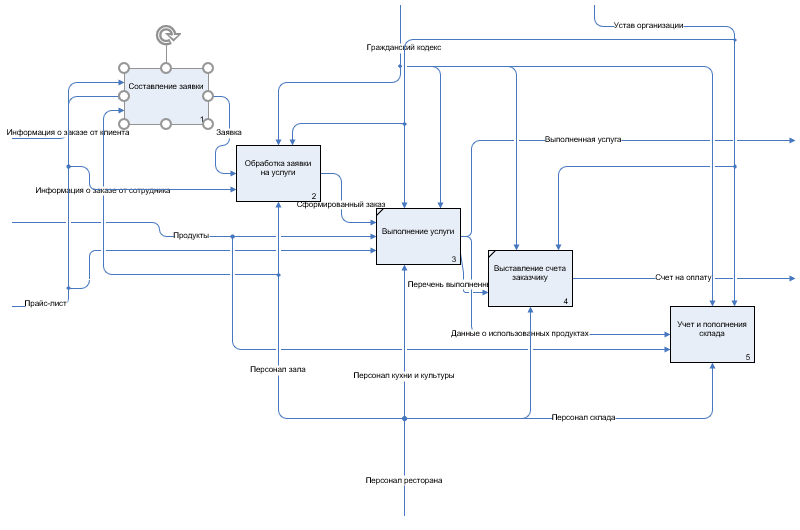 Устав организации
Гражданский кодекс
Составление заявки
1
Информация о заказе от клиента
Заявка
Выполненная услуга
Обработка заявки
на услуги
2
Информация о заказе от сотрудника
Сформированный заказ
Продукты
Выполнение услуги
3
Выставление счета
заказчику
4
Счет на оплату
Перечень выполненн
Прайс-лист
Учет и пополнения
склада
5
Данные о использованных продуктах
Персонал зала
Персонал кухни и культуры
Персонал склада
Персонал ресторана